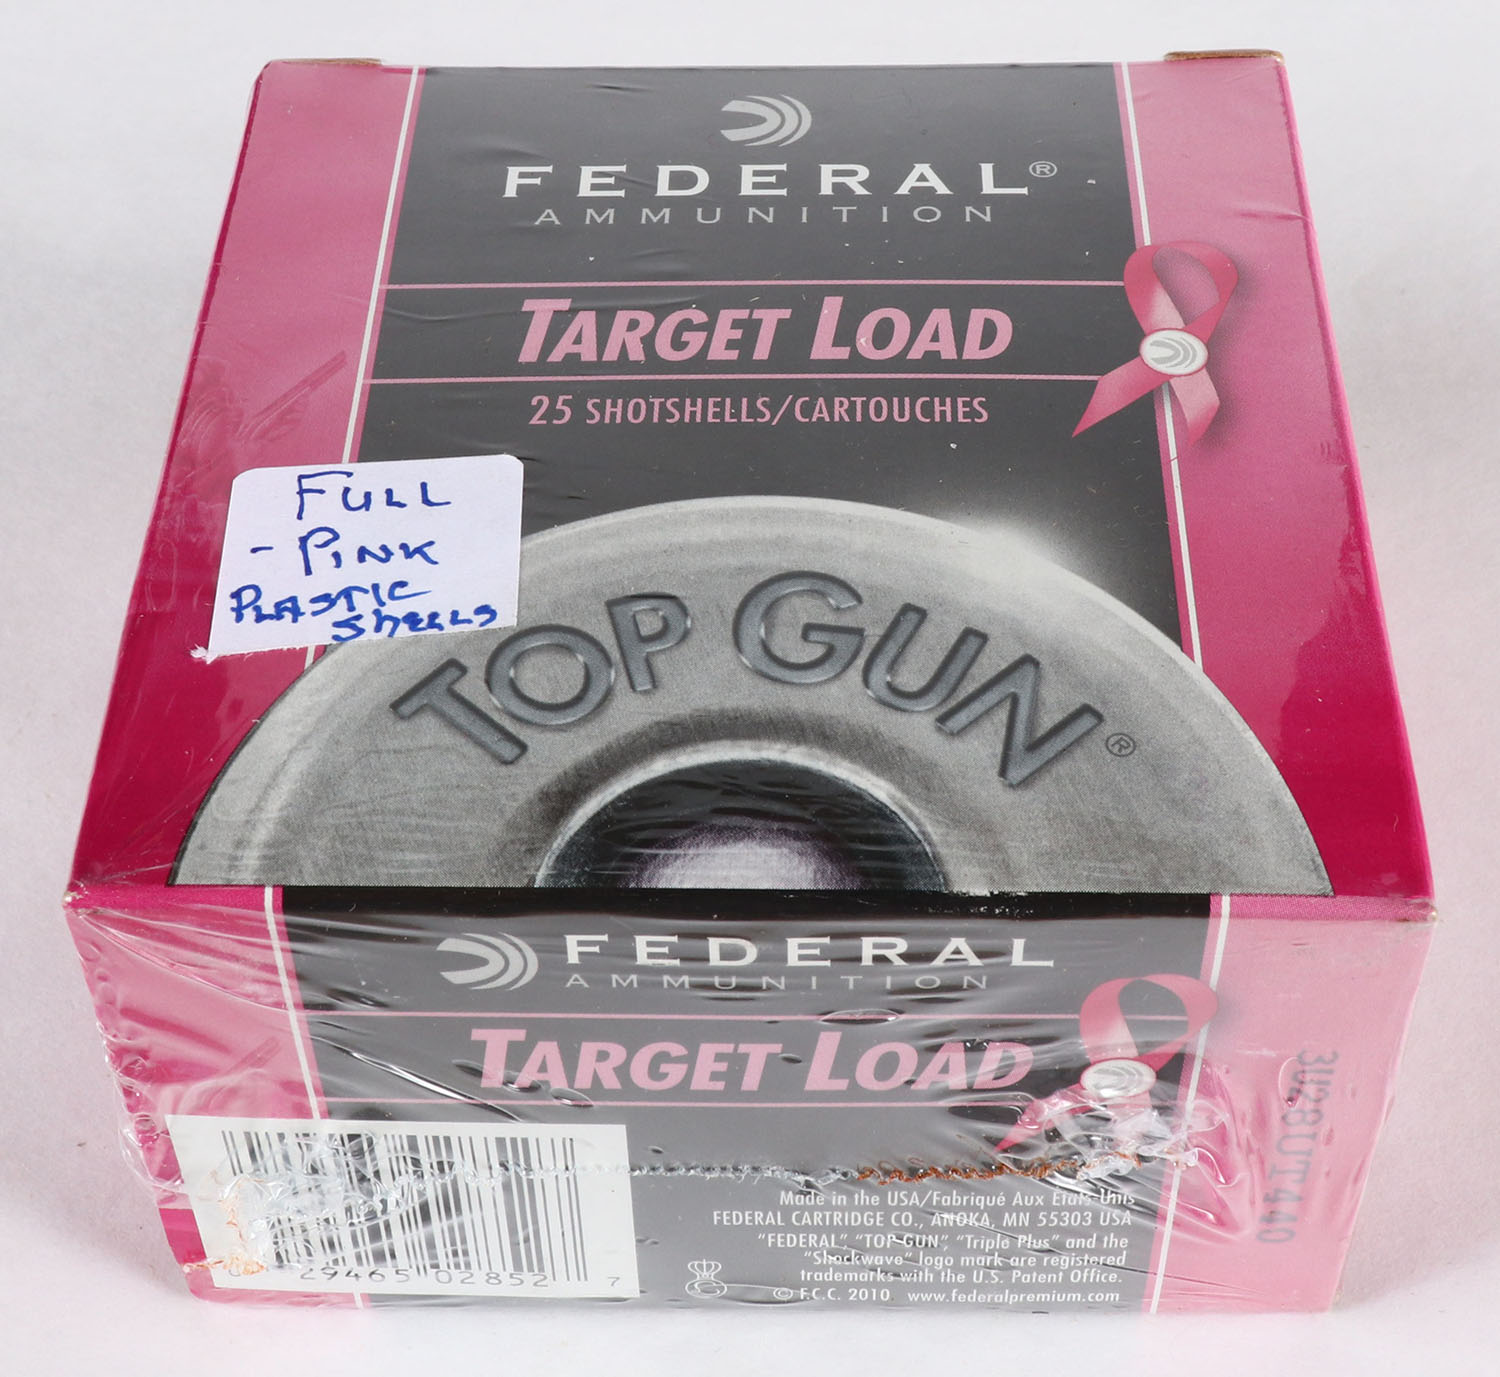 FEDERAL®
AMMUNITION
TARGET LOAD
25 SHOTSHELLS/CARTOUCHES
FULL
- PINK
PLASTIC
SHELLS
TOP GUN®
FEDERAL
AMMUNITION
TARGET LOAD
3U28UT440
29465 02852 7
Made in the USA/Fabriqué Aux Etats-Unis
FEDERAL CARTRIDGE CO., ANOKA, MN 55303 USA
"FEDERAL", "TOP GUN", "Triple Plus" and the
"Shockwave" logo mark are registered
trademarks with the U.S. Patent Office.
© F.C.C. 2010 www.federalpremium.com